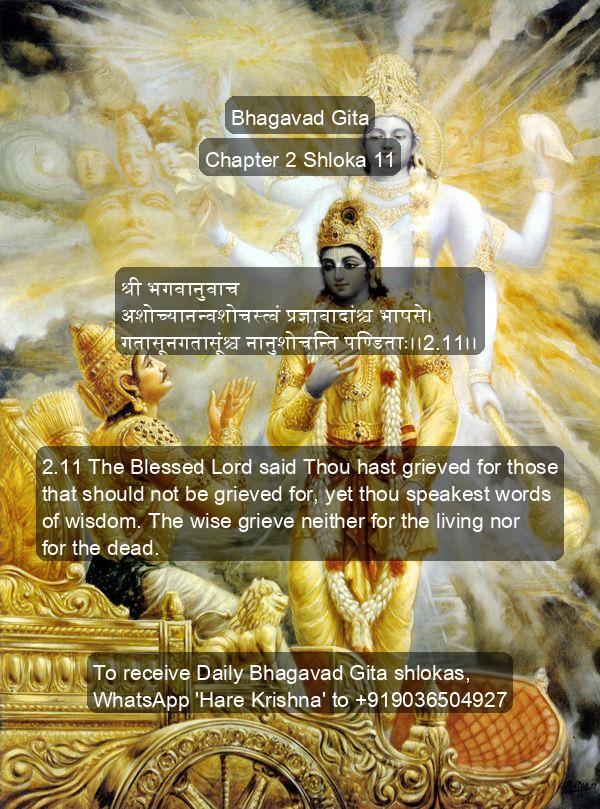 Bhagavad Gita
Chapter 2 Shloka 11
श्री भगवानुवाच
अशोच्यानन्वशोचस्त्वं प्रज्ञावादांश्च भाषसे।
गतासूनगतासूंश्च नानुशोचन्ति पण्डिताः।।2.11।।
2.11 The Blessed Lord said Thou hast grieved for those
that should not be grieved for, yet thou speakest words
of wisdom. The wise grieve neither for the living nor
for the dead.
To receive Daily Bhagavad Gita shlokas,
WhatsApp 'Hare Krishna' to +919036504927